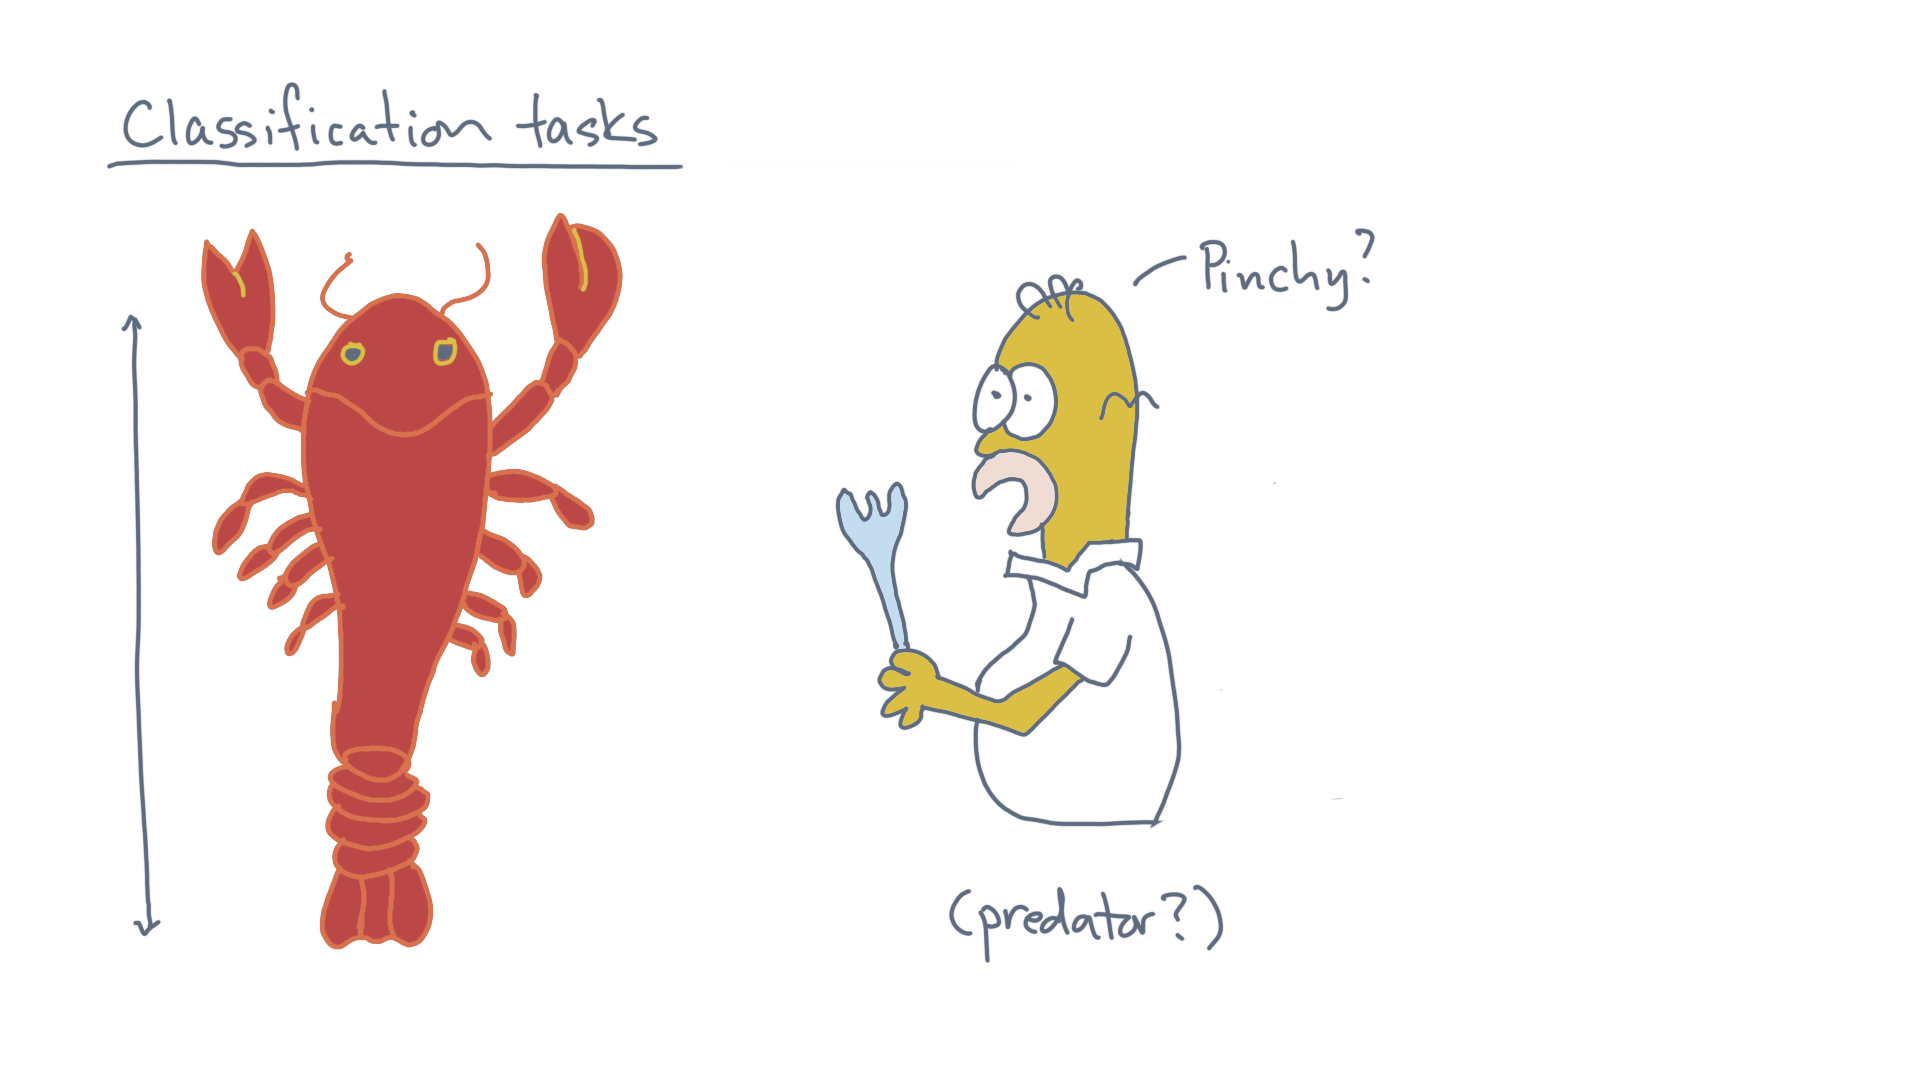 Classification tasks
Pinchy?
(predator?)